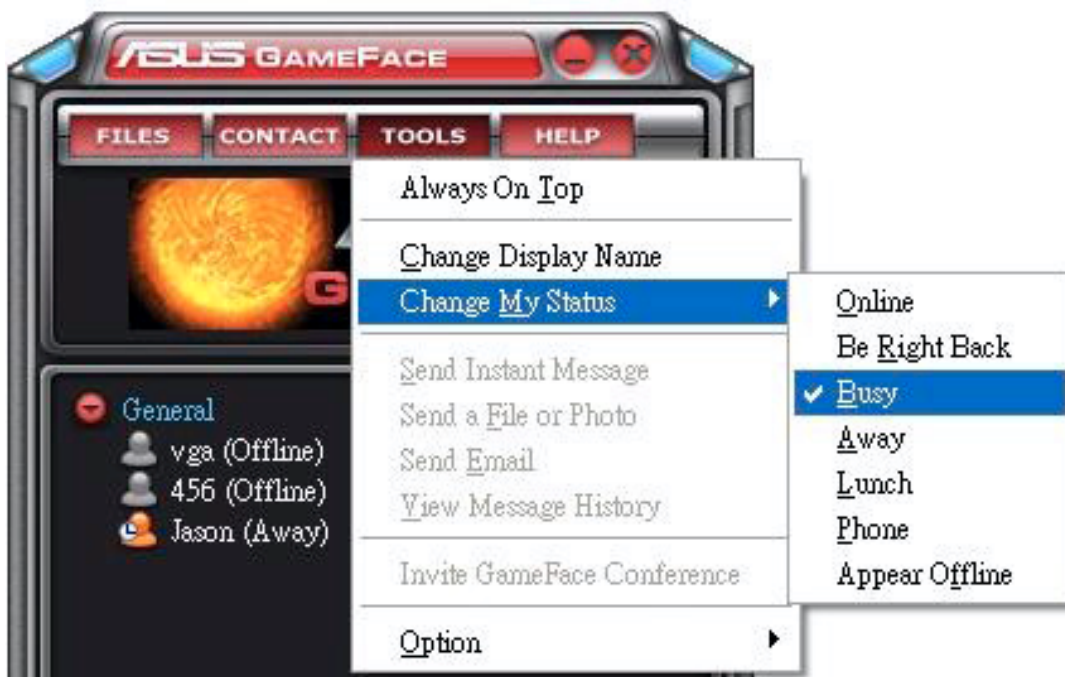 ASUS GAMEFACE
FILES CONTACT TOOLS HELP
Always On Top
Change Display Name
Change My Status
Send Instant Message
Send a File or Photo
Send Email
View Message History
Invite GameFace Conference
Option
Online
Be Right Back
Busy
Away
Lunch
Phone
Appear Offline
General
vga (Offline)
456 (Offline)
Jason (Away)